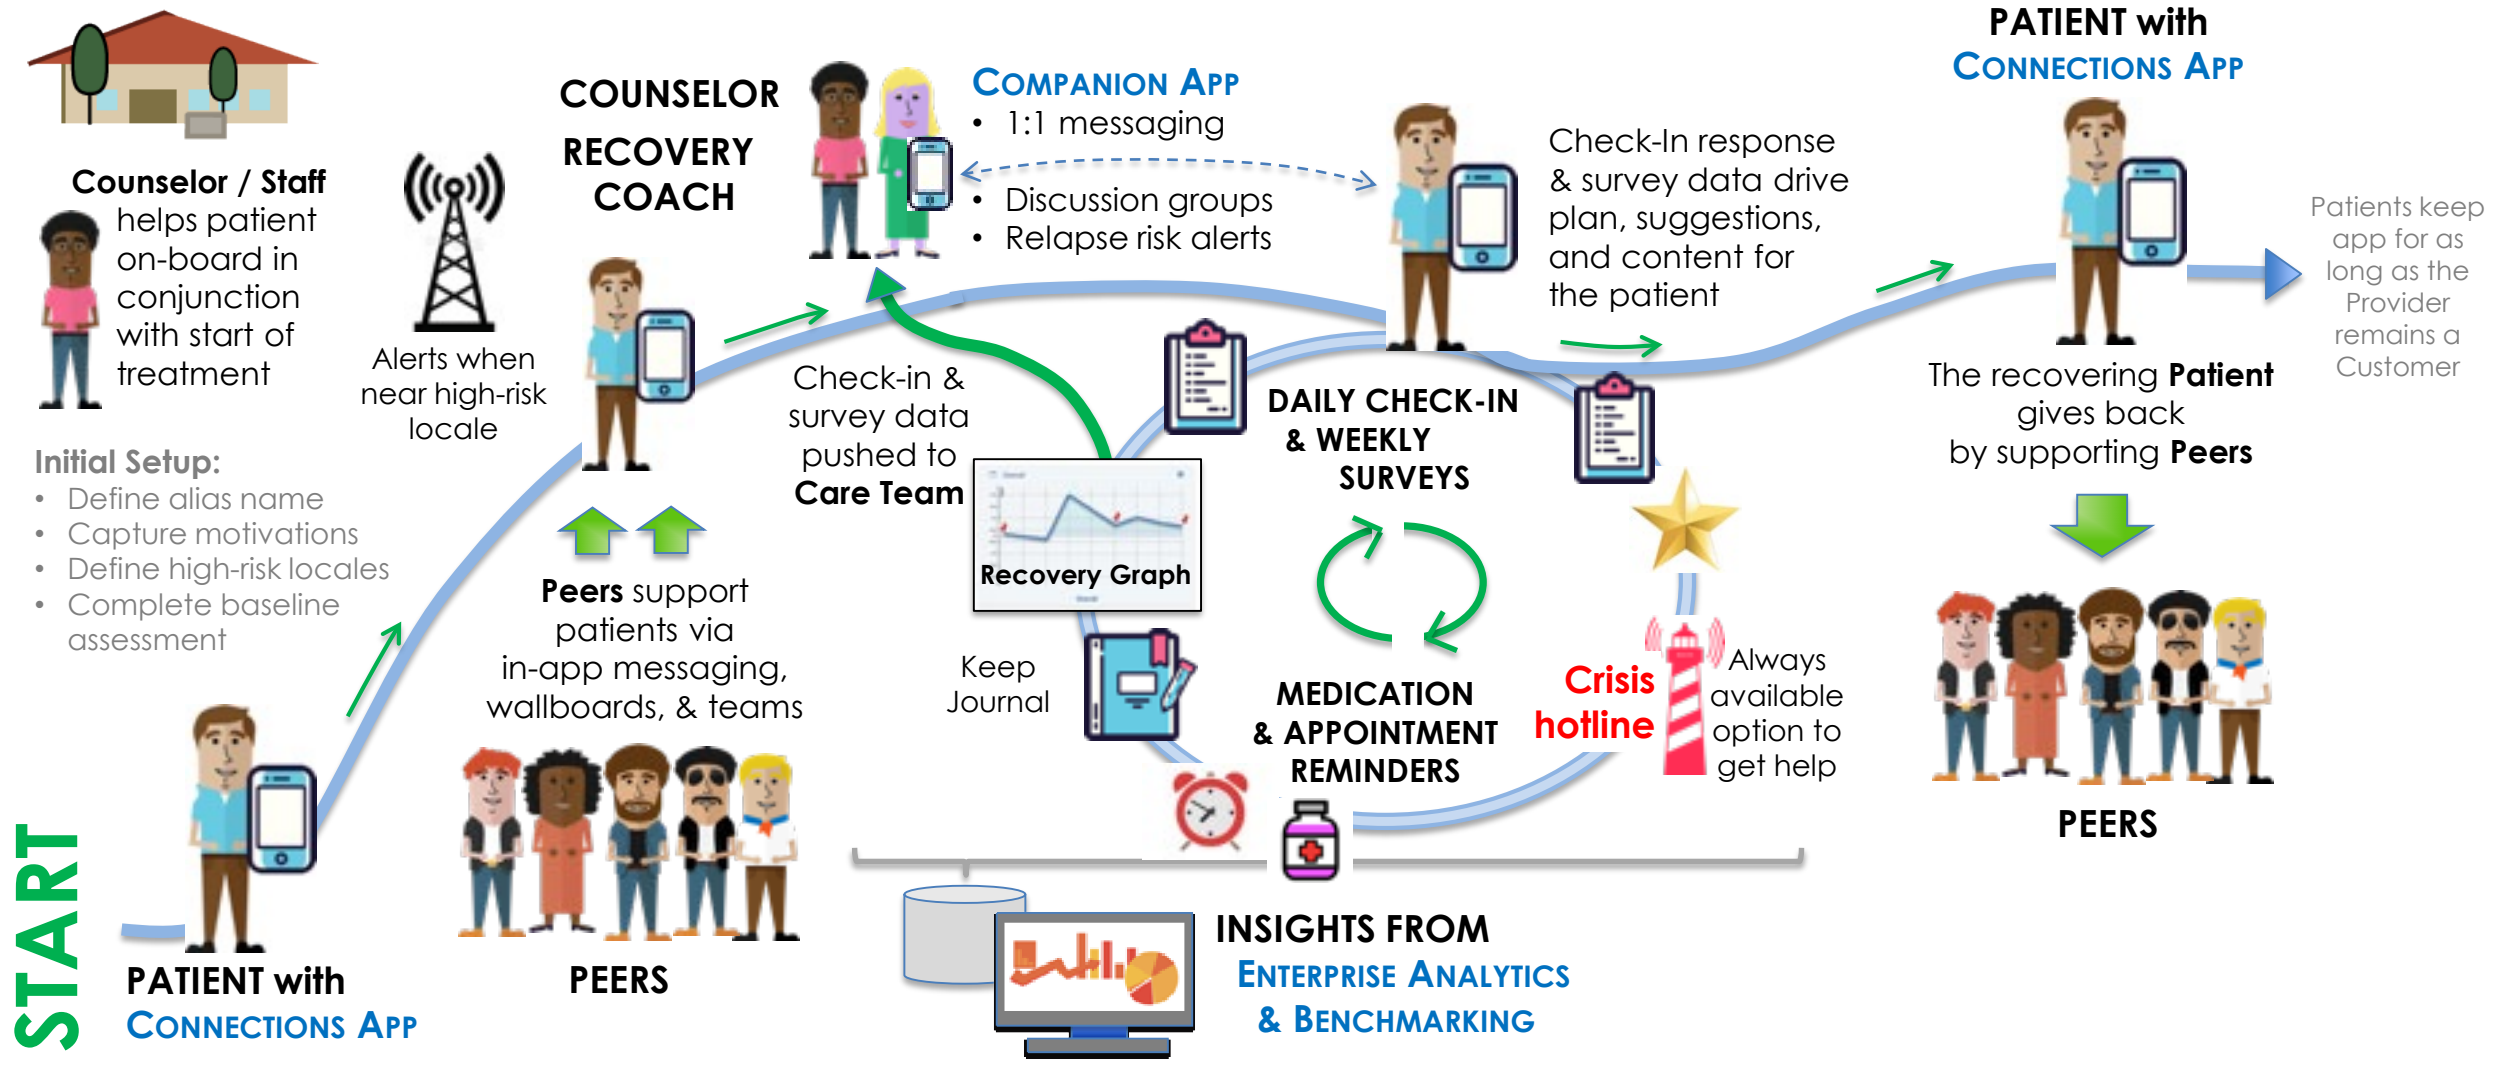 START
Counselor / Staff
helps patient
on-board in
conjunction
with start of
treatment
Initial Setup:
• Define alias name
• Capture motivations
• Define high-risk locales
• Complete baseline
assessment
PATIENT with
CONNECTIONS APP
Alerts when
near high-risk
locale
Peers support
patients via
in-app messaging,
wallboards, & teams
PEERS
COUNSELOR
RECOVERY
COACH
COMPANION APP
• 1:1 messaging
• Discussion groups
• Relapse risk alerts
Check-in &
survey data
pushed to
Care Team
Recovery Graph
Keep
Journal
DAILY CHECK-IN
& WEEKLY
SURVEYS
MEDICATION
& APPOINTMENT
REMINDERS
Crisis
hotline
Always
available
option to
get help
INSIGHTS FROM
ENTERPRISE ANALYTICS
& BENCHMARKING
Check-In response
& survey data drive
plan, suggestions,
and content for
the patient
PATIENT with
CONNECTIONS APP
Patients keep
app for as
long as the
Provider
remains a
Customer
The recovering Patient
gives back
by supporting Peers
PEERS